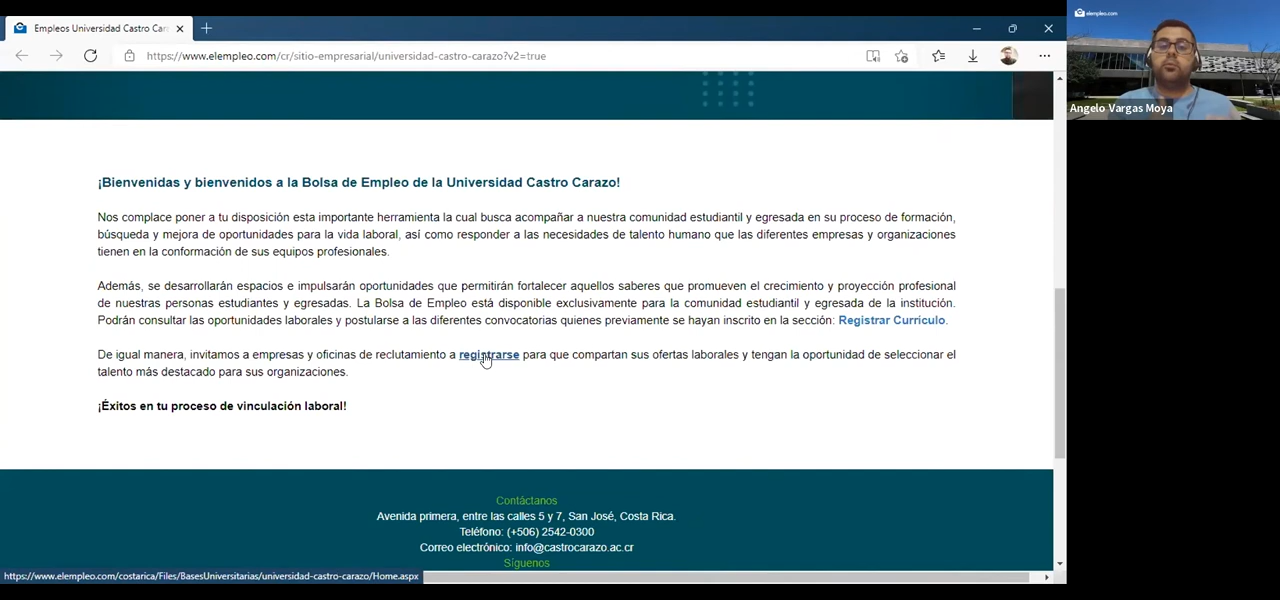 Empleos Universidad Castro Car
https://www.elempleo.com/cr/sitio-empresarial/universidad-castro-carazo?v2=true
elempleo.com
Angelo Vargas Moya
¡Bienvenidas y bienvenidos a la Bolsa de Empleo de la Universidad Castro Carazo!
Nos complace poner a tu disposición esta importante herramienta la cual busca acompañar a nuestra comunidad estudiantil y egresada en su proceso de formación,
búsqueda y mejora de oportunidades para la vida laboral, así como responder a las necesidades de talento humano que las diferentes empresas y organizaciones
tienen en la conformación de sus equipos profesionales.
Además, se desarrollarán espacios e impulsarán oportunidades que permitirán fortalecer aquellos saberes que promueven el crecimiento y proyección profesional
de nuestras personas estudiantes y egresadas. La Bolsa de Empleo está disponible exclusivamente para la comunidad estudiantil y egresada de la institución.
Podrán consultar las oportunidades laborales y postularse a las diferentes convocatorias quienes previamente se hayan inscrito en la sección: Registrar Currículo.
De igual manera, invitamos a empresas y oficinas de reclutamiento a registrarse para que compartan sus ofertas laborales y tengan la oportunidad de seleccionar el
talento más destacado para sus organizaciones.
¡Éxitos en tu proceso de vinculación laboral!
Contáctanos
Avenida primera, entre las calles 5 y 7, San José, Costa Rica.
Teléfono: (+506) 2542-0300
Correo electrónico: info@castrocarazo.ac.cr
Síguenos
https://www.elempleo.com/costarica/Files/BasesUniversitarias/universidad-castro-carazo/Home.aspx